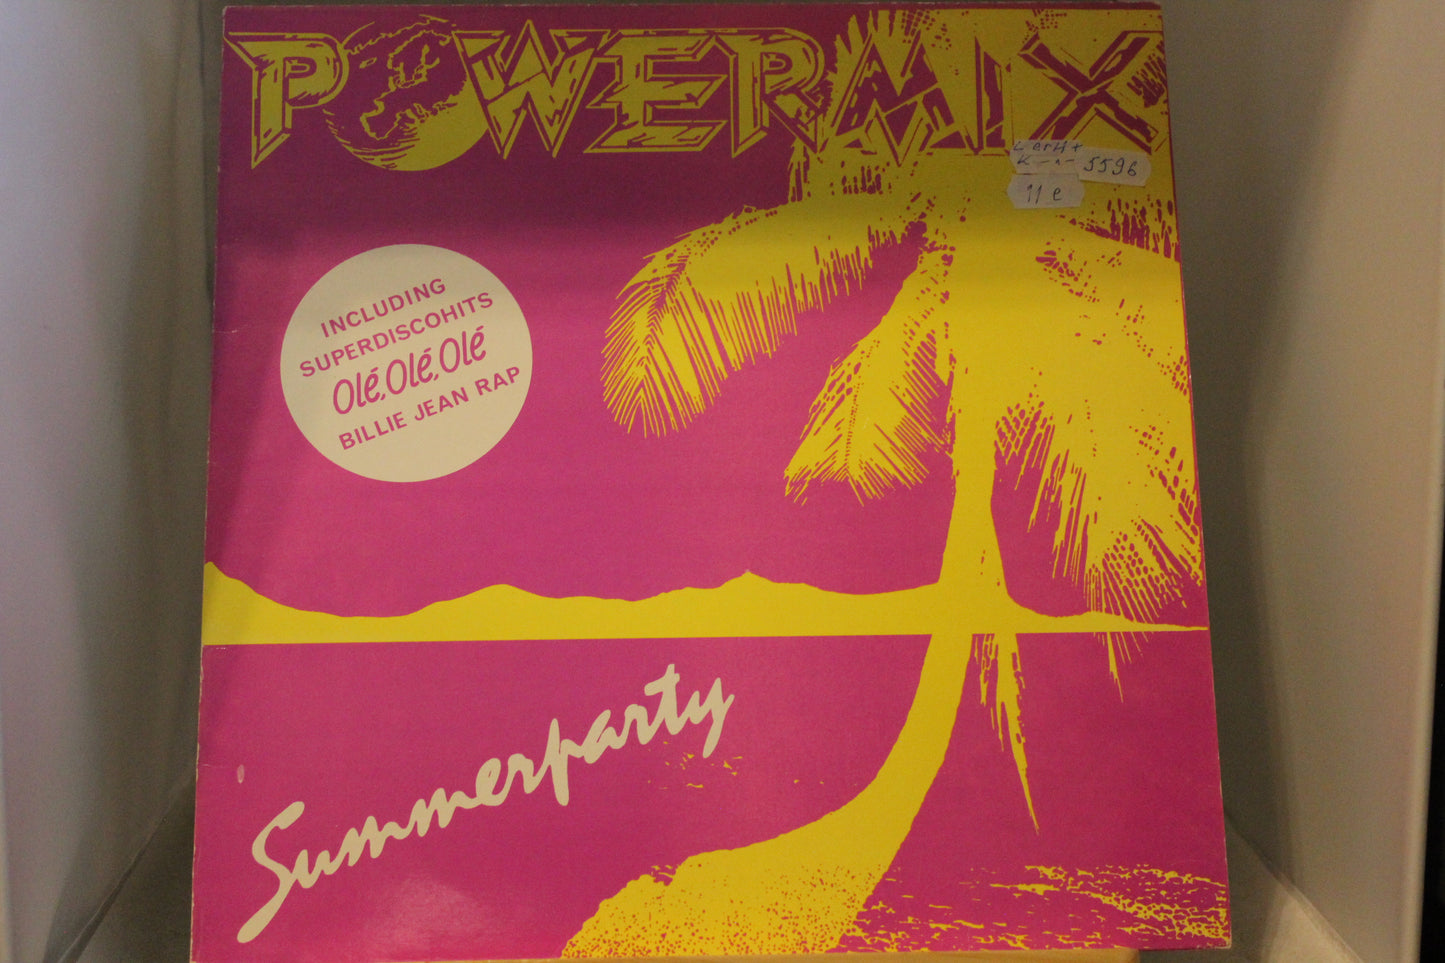 POWERMIX
5596
11 e
INCLUDING
SUPERDISCOHITS
Olé, Olé, Olé
BILLIE JEAN RAP
Summerparty